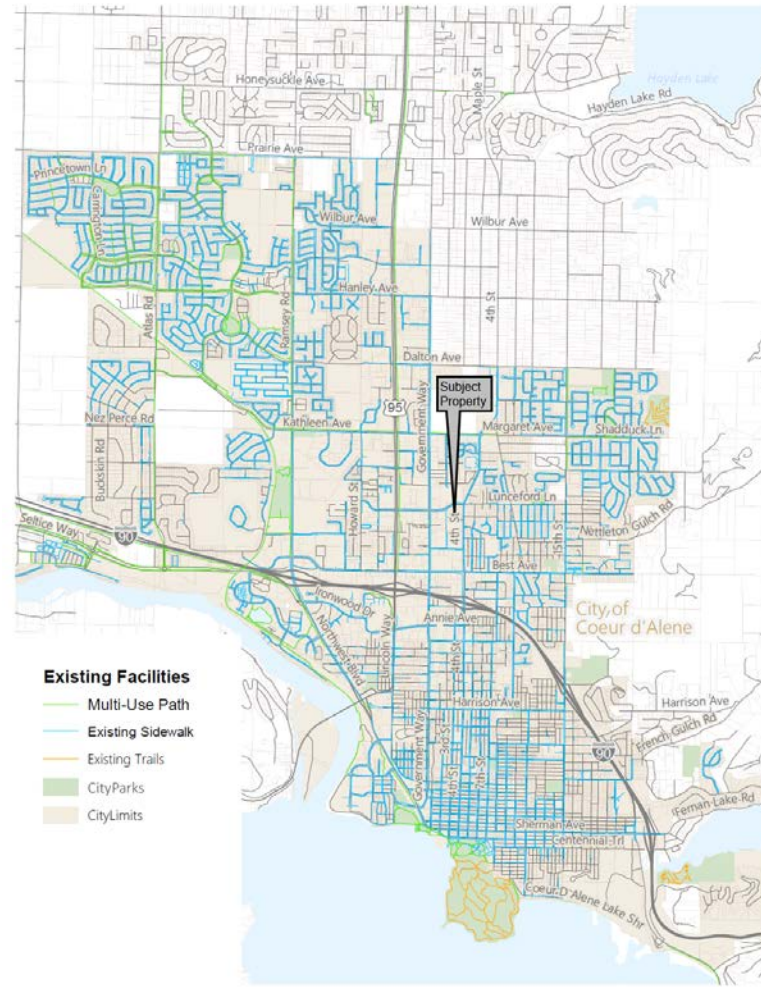 Honeysuckle Ave
Maple St
Hayden Lake
Hayden Lake Rd
Prairie Ave
Princetown Ln
Carrington Ln
Wilbur Ave
Wilbur Ave
Hanley Ave
Atlas Rd
Ramsey Rd
4th St
Dalton Ave
Subject
Property
95
Government Way
Nez Perce Rd
Kathleen Ave
Margaret Ave
Shadduck Ln
Buckskin Rd
Howard St
Lunceford Ln
4th St
15th St
Nettleton Gulch Rd
Seltice Way
90
Best Ave
Ironwood Dr
City of
Coeur d'Alene
Annie Ave
Northwest Blvd
Lincoln Way
4th St
Existing Facilities
Multi-Use Path
Existing Sidewalk
Existing Trails
CityParks
CityLimits
Harrison Ave
Harrison Ave
French Gulch Rd
90
Government Way
3rd St
4th St
7th St
Fernan Lake Rd
Sherman Ave
Centennial Trl
Coeur D'Alene Lake Shr